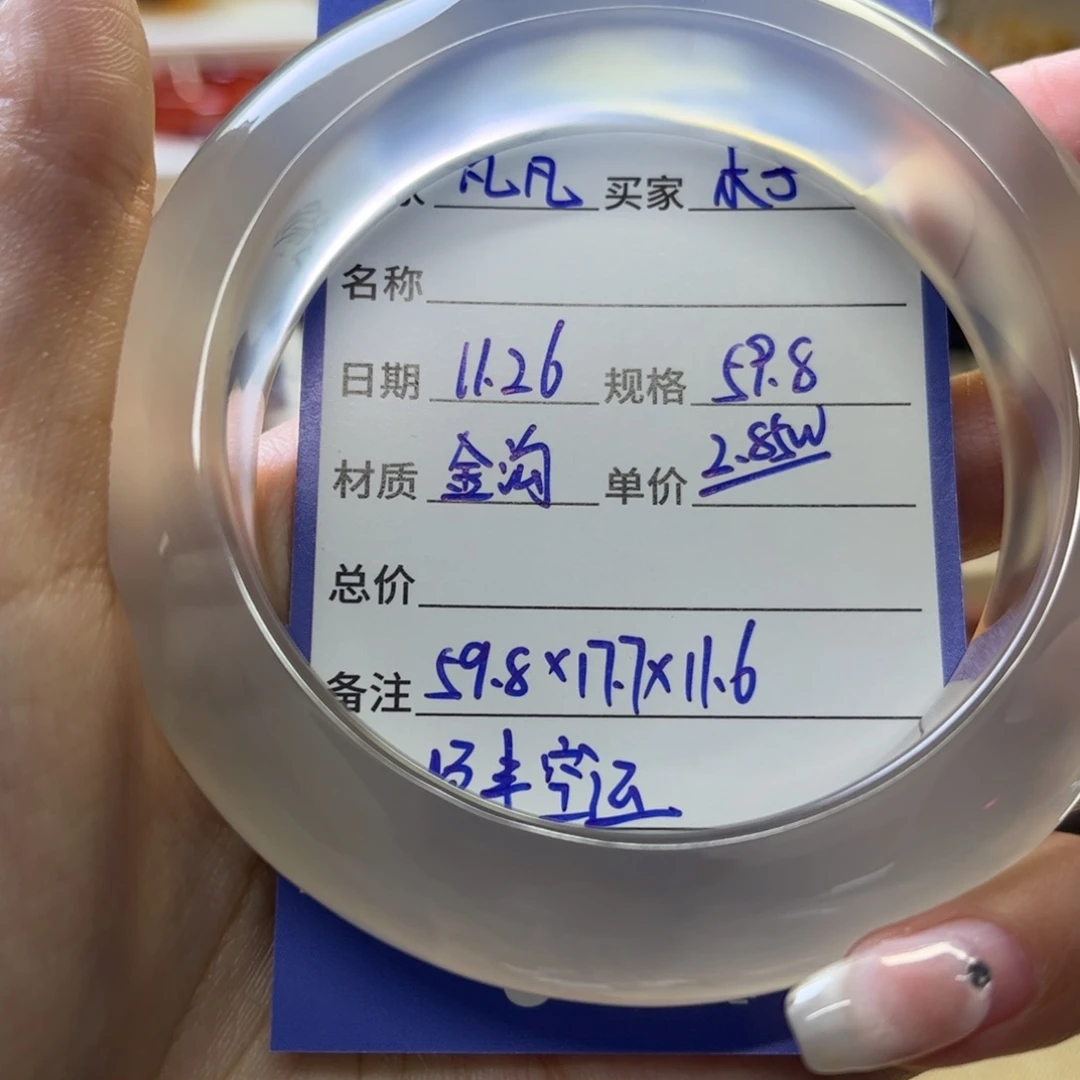 凡凡 买家
名称
日期 11.26 规格 59.8
材质 金沟 单价 2.85W
总价
备注 59.8×17.7×11.6
空运